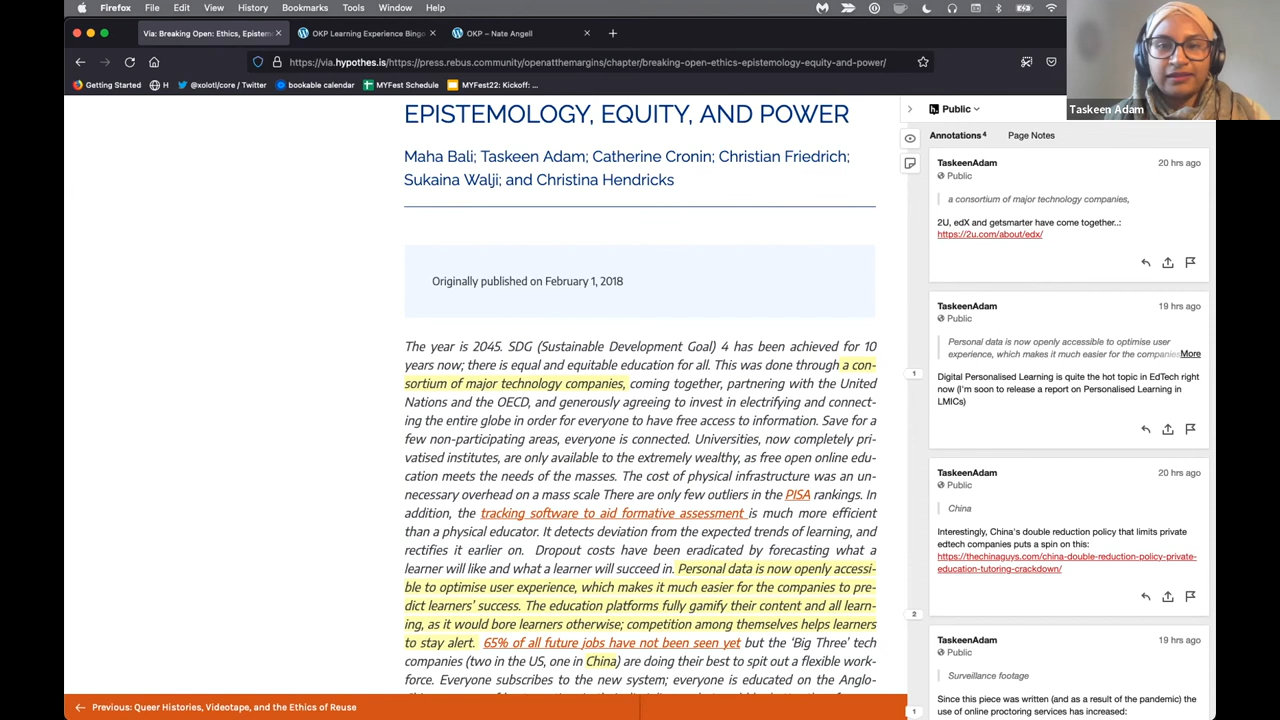 Firefox File Edit View History Bookmarks Tools Window Help
Via: Breaking Open: Ethics, Epistem
OKP Learning Experience Bingo
OKP – Nate Angell
https://via.hypothes.is/https://press.rebus.community/openatthemargins/chapter/breaking-open-ethics-epistemology-equity-and-power/
Getting Started H @xolotl/core / Twitter bookable calendar MYFest Schedule MYFest22: Kickoff: ...
Taskeen Adam
EPISTEMOLOGY, EQUITY, AND POWER
Maha Bali; Taskeen Adam; Catherine Cronin; Christian Friedrich;
Sukaina Walji; and Christina Hendricks
Originally published on February 1, 2018
The year is 2045. SDG (Sustainable Development Goal) 4 has been achieved for 10
years now; there is equal and equitable education for all. This was done through a con-
sortium of major technology companies, coming together, partnering with the United
Nations and the OECD, and generously agreeing to invest in electrifying and connect-
ing the entire globe in order for everyone to have free access to information. Save for a
few non-participating areas, everyone is connected. Universities, now completely pri-
vatised institutes, are only available to the extremely wealthy, as free open online edu-
cation meets the needs of the masses. The cost of physical infrastructure was an un-
necessary overhead on a mass scale There are only few outliers in the PISA rankings. In
addition, the tracking software to aid formative assessment is much more efficient
than a physical educator. It detects deviation from the expected trends of learning, and
rectifies it earlier on. Dropout costs have been eradicated by forecasting what a
learner will like and what a learner will succeed in. Personal data is now openly accessi-
ble to optimise user experience, which makes it much easier for the companies to pre-
dict learners' success. The education platforms fully gamify their content and all learn-
ing, as it would bore learners otherwise; competition among themselves helps learners
to stay alert. 65% of all future jobs have not been seen yet but the 'Big Three' tech
companies (two in the US, one in China) are doing their best to spit out a flexible work-
force. Everyone subscribes to the new system; everyone is educated on the Anglo-
Previous: Queer Histories, Videotape, and the Ethics of Reuse
Public
Annotations 4 Page Notes
TaskeenAdam 20 hrs ago
Public
a consortium of major technology companies,
2U, edX and getsmarter have come together..:
https://2u.com/about/edx/
TaskeenAdam 19 hrs ago
Public
Personal data is now openly accessible to optimise user
experience, which makes it much easier for the companies More
1
Digital Personalised Learning is quite the hot topic in EdTech right
now (I'm soon to release a report on Personalised Learning in
LMICs)
TaskeenAdam 20 hrs ago
Public
China
Interestingly, China's double reduction policy that limits private
edtech companies puts a spin on this:
https://thechinaguys.com/china-double-reduction-policy-private-
education-tutoring-crackdown/
2
TaskeenAdam 19 hrs ago
Public
Surveillance footage
Since this piece was written (and as a result of the pandemic) the
use of online proctoring services has increased:
1